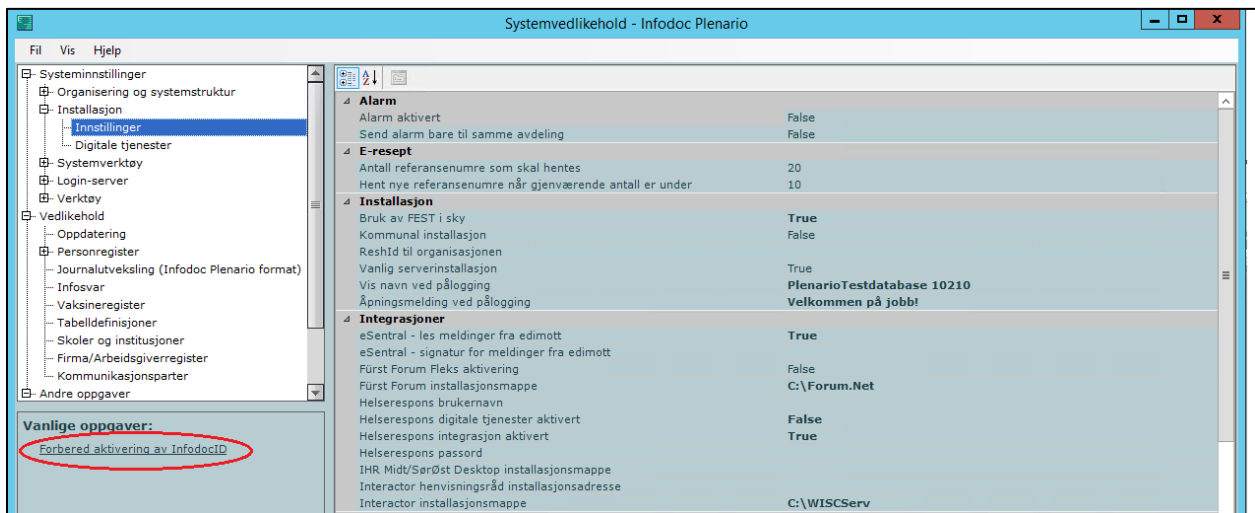 Systemvedlikehold - Infodoc Plenario
Fil Vis Hjelp
Systeminnstillinger
Organisering og systemstruktur
Installasjon
Innstillinger
Digitale tjenester
Systemverktøy
Login-server
Verktøy
Vedlikehold
Oppdatering
Personregister
Journalutveksling (Infodoc Plenario format)
Infosvar
Vaksineregister
Tabelldefinisjoner
Skoler og institusjoner
Firma/Arbeidsgiverregister
Kommunikasjonsparter
Andre oppgaver
Vanlige oppgaver:
Forbered aktivering av InfodocID
Alarm
Alarm aktivert False
Send alarm bare til samme avdeling False
E-resept
Antall referansenumre som skal hentes 20
Hent nye referansenumre når gjenværende antall er under 10
Installasjon
Bruk av FEST i sky True
Kommunal installasjon False
ReshId til organisasjonen
Vanlig serverinstallasjon True
Vis navn ved pålogging PlenarioTestdatabase 10210
Åpningsmelding ved pålogging Velkommen på jobb!
Integrasjoner
eSentral - les meldinger fra edimott True
eSentral - signatur for meldinger fra edimott
Fürst Forum Fleks aktivering False
Fürst Forum installasjonsmappe C:\Forum.Net
Helserespons brukernavn
Helserespons digitale tjenester aktivert False
Helserespons integrasjon aktivert True
Helserespons passord
IHR Midt/SørØst Desktop installasjonsmappe
Interactor henvisningsråd installasjonsadresse
Interactor installasjonsmappe C:\WISCServ